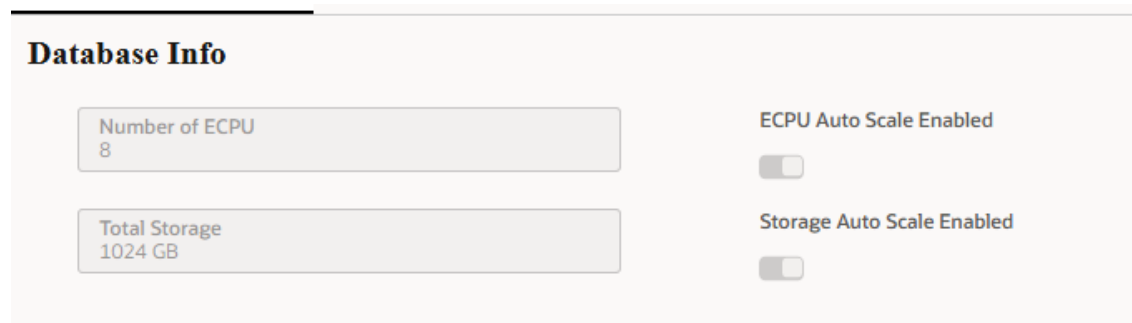 Database Info
Number of ECPU
8
ECPU Auto Scale Enabled
Total Storage
1024 GB
Storage Auto Scale Enabled